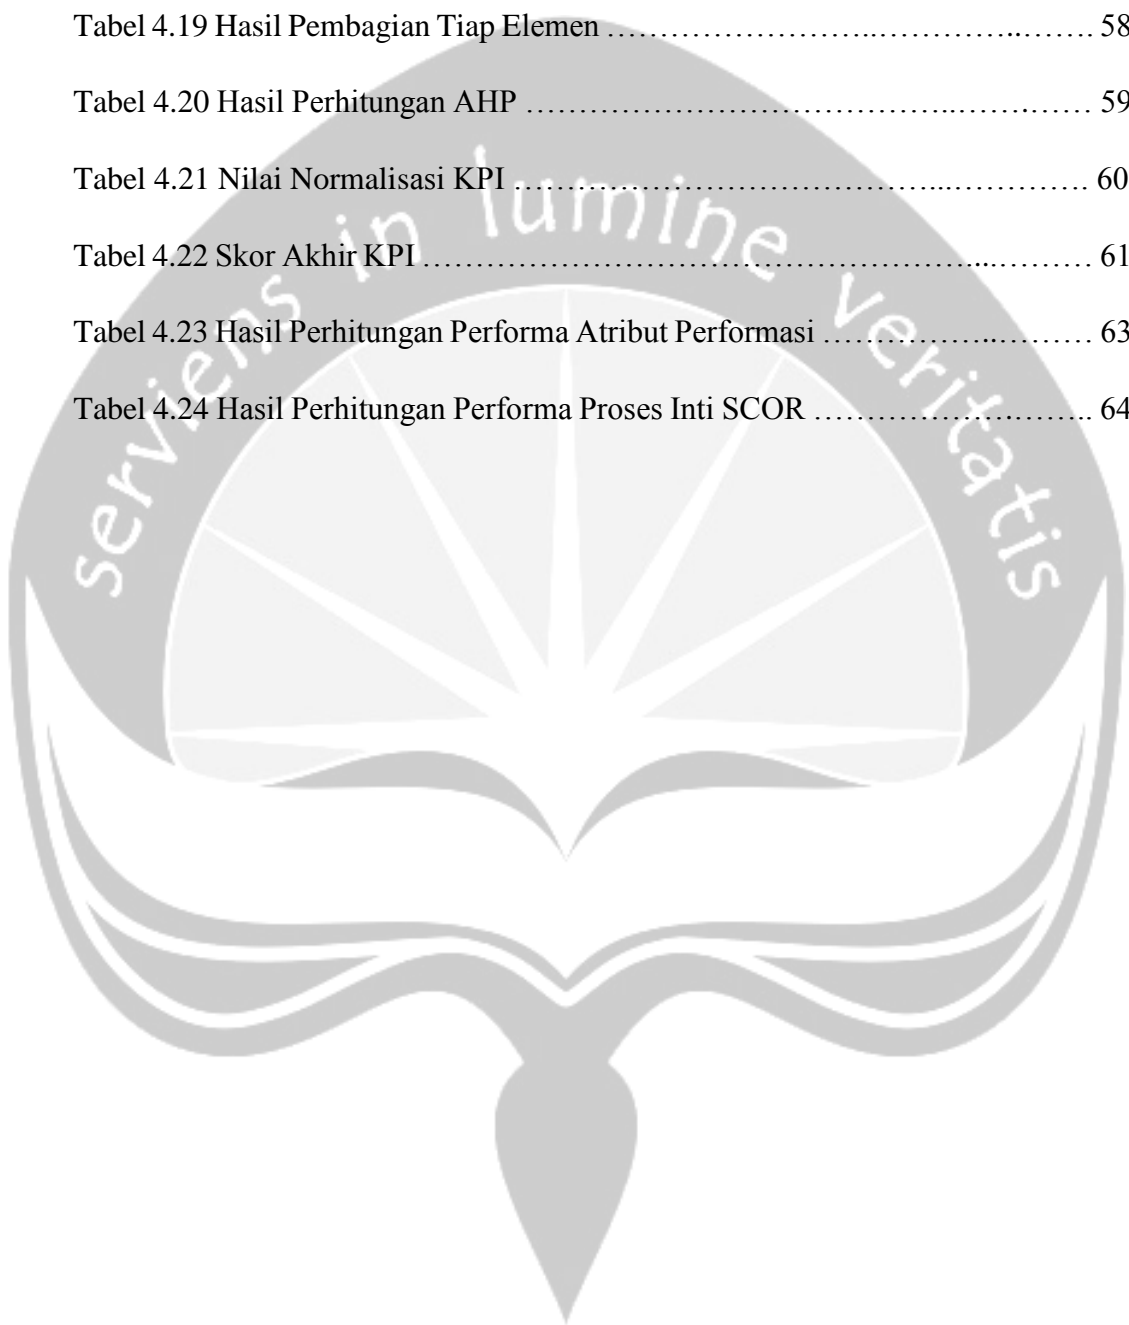 Tabel 4.19 Hasil Pembagian Tiap Elemen ……………………..…………..……. 58
Tabel 4.20 Hasil Perhitungan AHP …………………………………..…….…… 59
Tabel 4.21 Nilai Normalisasi KPI …………………………………...…………. 60
Tabel 4.22 Skor Akhir KPI ……………………………………………...……… 61
Tabel 4.23 Hasil Perhitungan Performa Atribut Performasi ……………..……… 63
Tabel 4.24 Hasil Perhitungan Performa Proses Inti SCOR ……………….……. 64
serviens in lumine veritatis